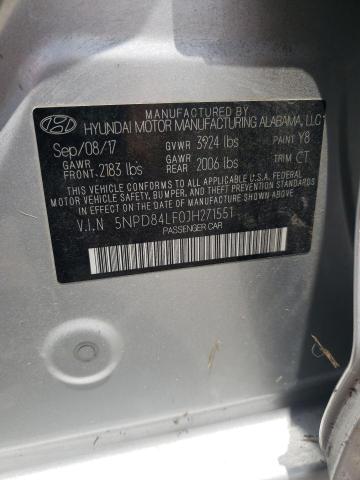 MANUFACTURED BY
HYUNDAI MOTOR MANUFACTURING ALABAMA, LLC
Sep/08/17 GVWR 3924 lbs PAINT Y8
GAWR FRONT 2183 lbs GAWR REAR 2006 lbs TRIM CT
THIS VEHICLE CONFORMS TO ALL APPLICABLE U.S.A FEDERAL
MOTOR VEHICLE SAFETY, BUMPER, AND THEFT PREVENTION
STANDARDS IN EFFECT ON THE DATE OF MANUFACTURE SHOWN ABOVE.
V.I.N 5NPD84LF0JH271551
PASSENGER CAR